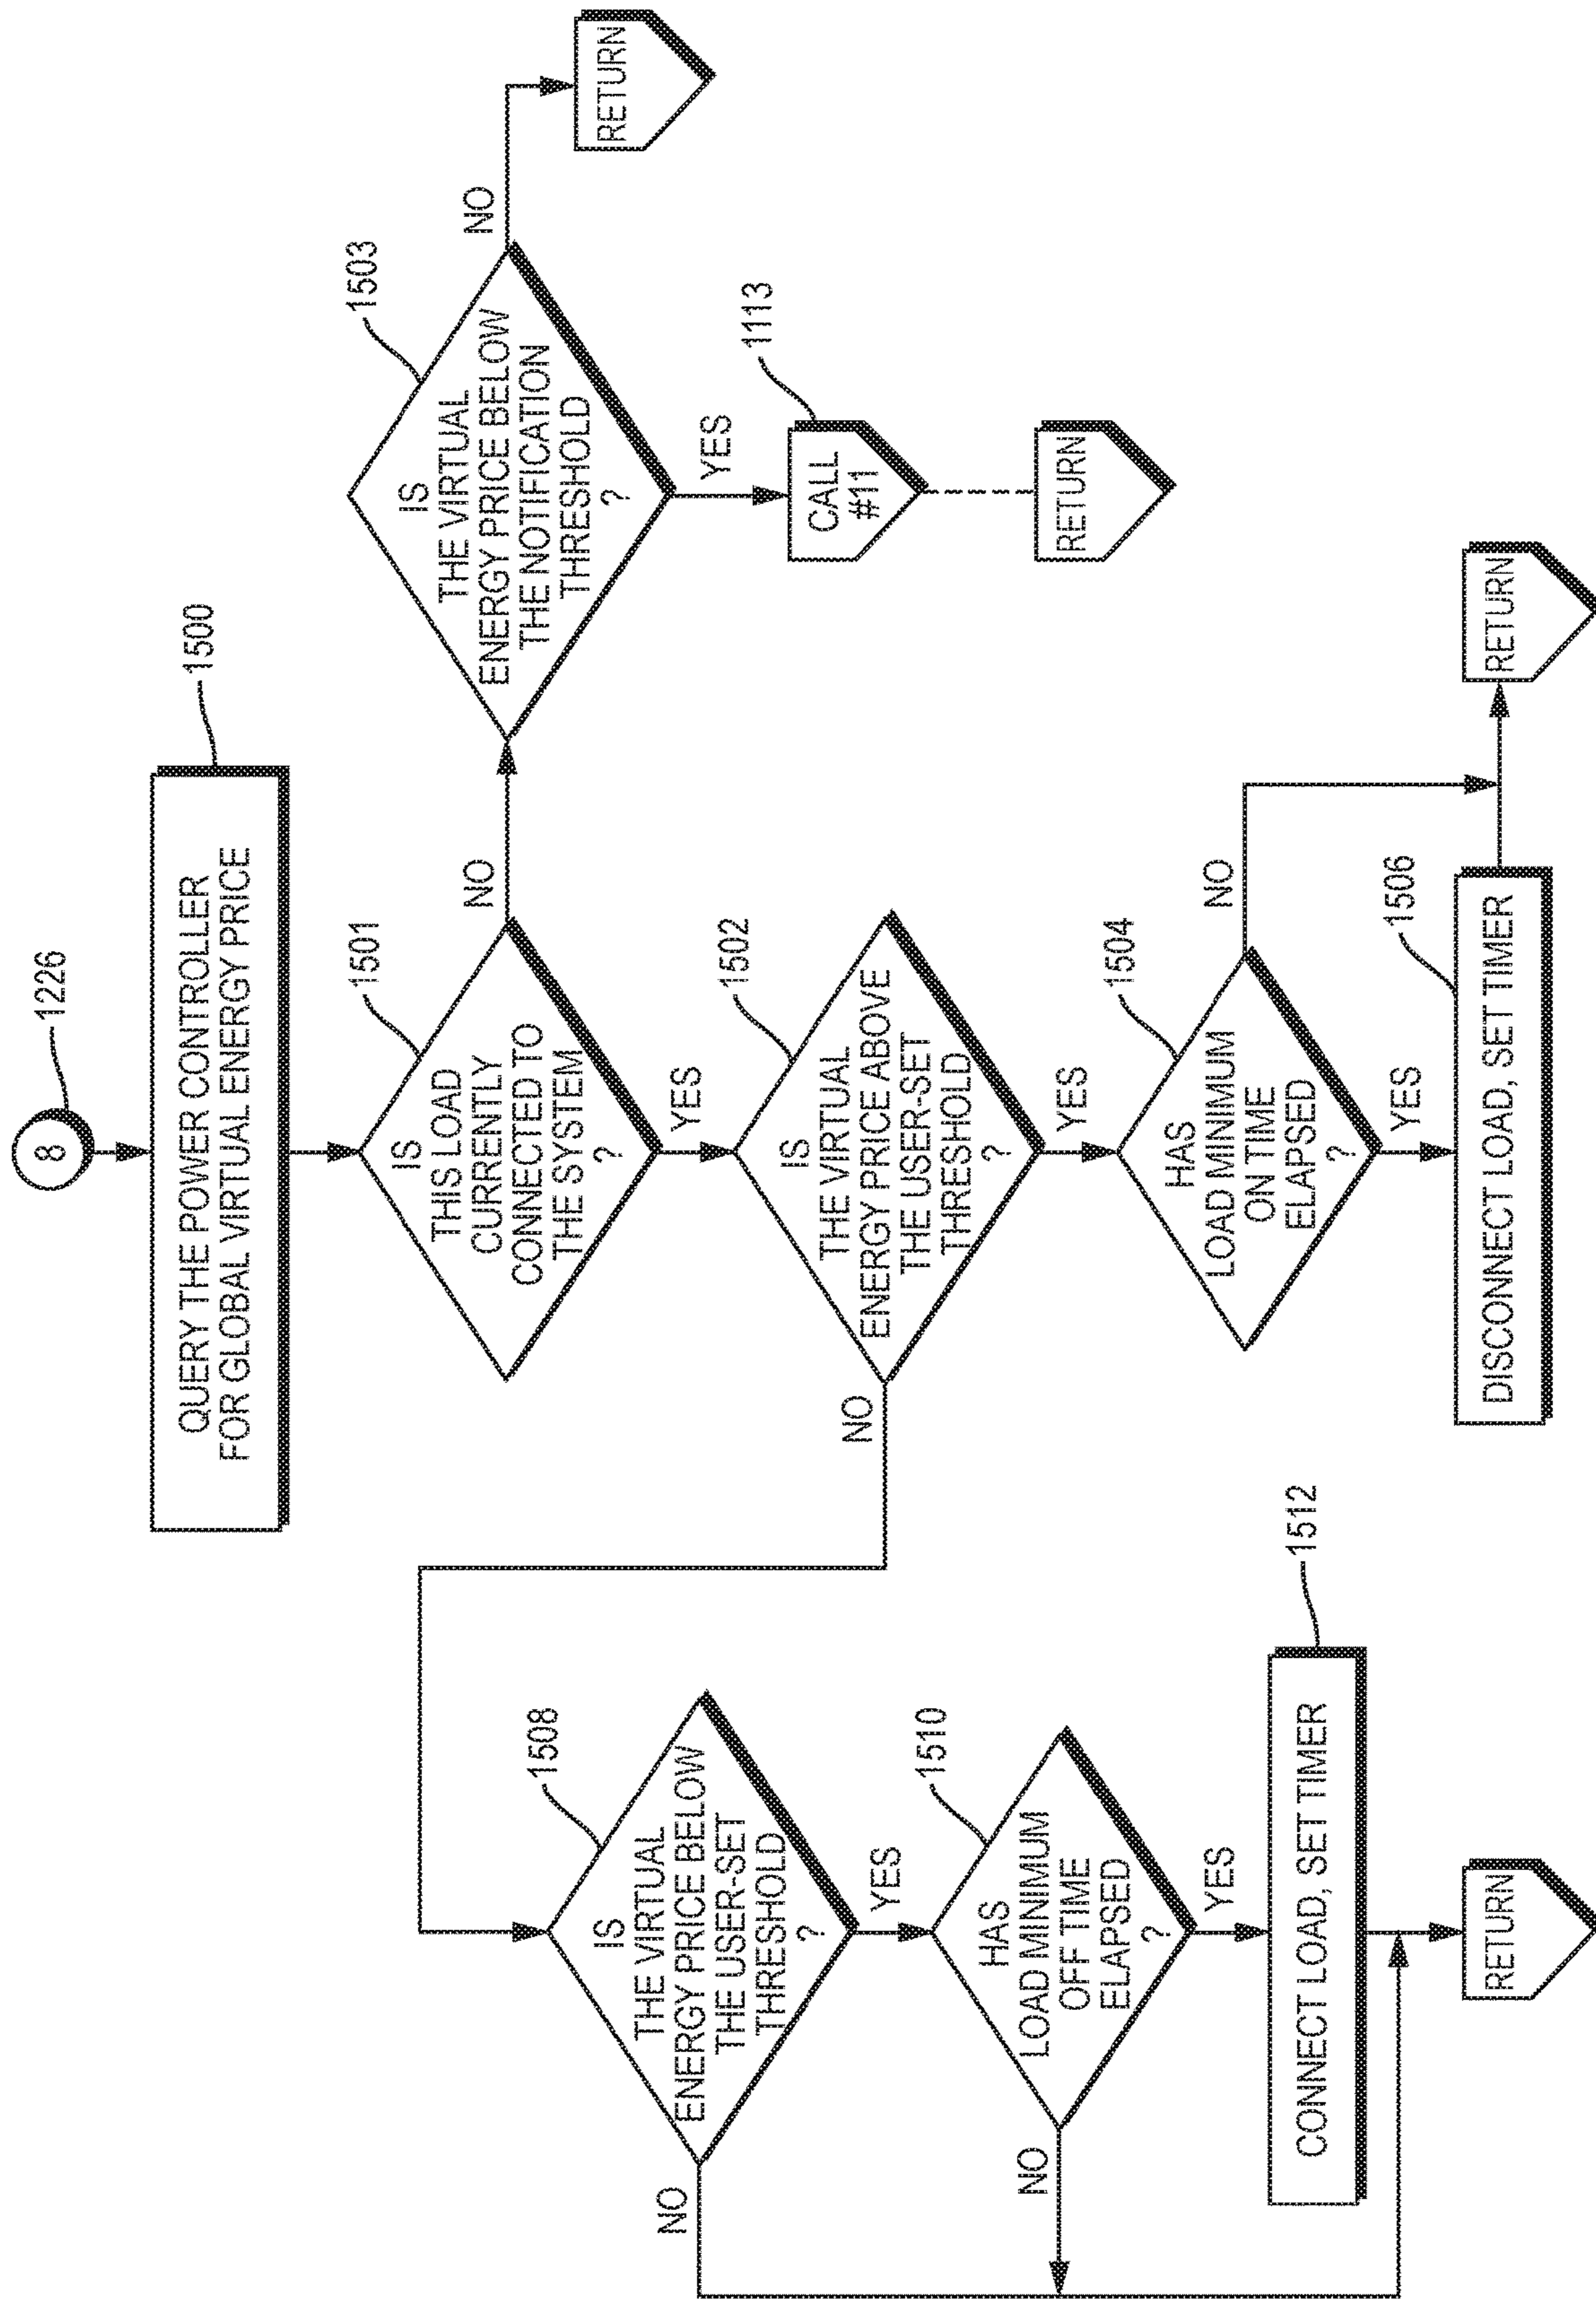 8
1226
QUERY THE POWER CONTROLLER
FOR GLOBAL VIRTUAL ENERGY PRICE
1500
IS
THIS LOAD
CURRENTLY
CONNECTED TO
THE SYSTEM
?
1501
NO
YES
IS
THE VIRTUAL
ENERGY PRICE BELOW
THE NOTIFICATION
THRESHOLD
?
1503
NO
RETURN
YES
CALL
#11
1113
RETURN
IS
THE VIRTUAL
ENERGY PRICE ABOVE
THE USER-SET
THRESHOLD
?
1502
NO
YES
HAS
LOAD MINIMUM
ON TIME
ELAPSED
?
1504
NO
YES
DISCONNECT LOAD, SET TIMER
1506
RETURN
IS
THE VIRTUAL
ENERGY PRICE BELOW
THE USER-SET
THRESHOLD
?
1508
NO
YES
HAS
LOAD MINIMUM
OFF TIME
ELAPSED
?
1510
NO
YES
CONNECT LOAD, SET TIMER
1512
RETURN